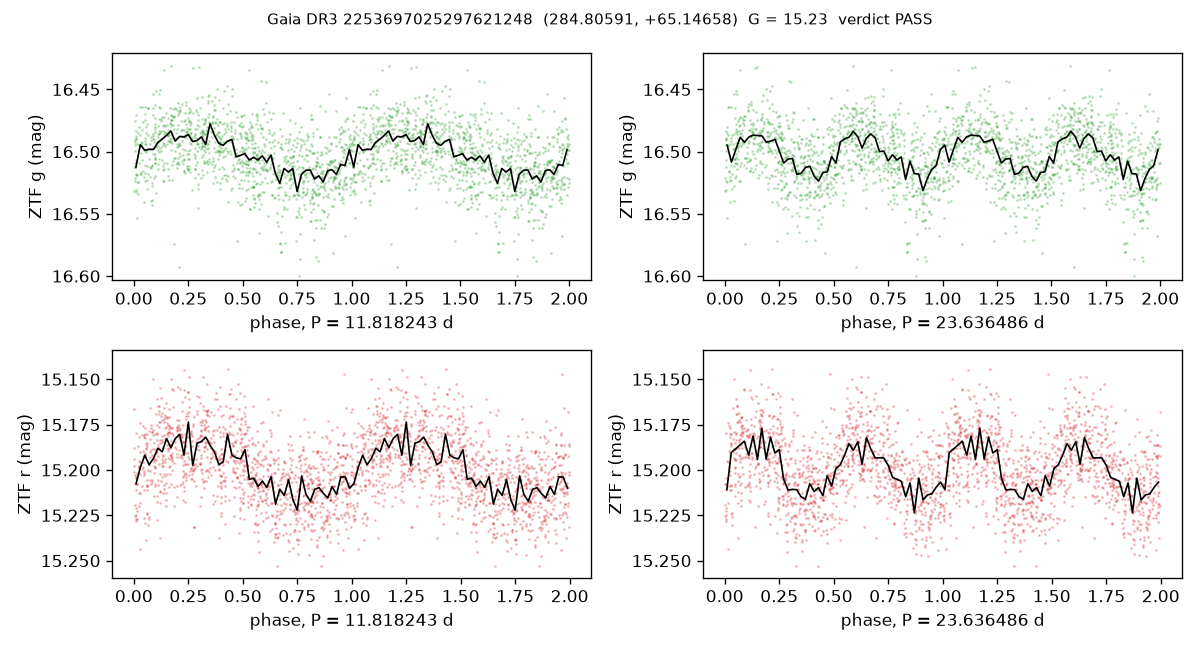 Gaia DR3 2253697025297621248 (284.80591, +65.14658) G = 15.23 verdict PASS
ZTF g (mag)
16.45
16.50
16.55
16.60
0.00 0.25 0.50 0.75 1.00 1.25 1.50 1.75 2.00
phase, P = 11.818243 d
ZTF g (mag)
16.45
16.50
16.55
16.60
0.00 0.25 0.50 0.75 1.00 1.25 1.50 1.75 2.00
phase, P = 23.636486 d
ZTF r (mag)
15.150
15.175
15.200
15.225
15.250
0.00 0.25 0.50 0.75 1.00 1.25 1.50 1.75 2.00
phase, P = 11.818243 d
ZTF r (mag)
15.150
15.175
15.200
15.225
15.250
0.00 0.25 0.50 0.75 1.00 1.25 1.50 1.75 2.00
phase, P = 23.636486 d